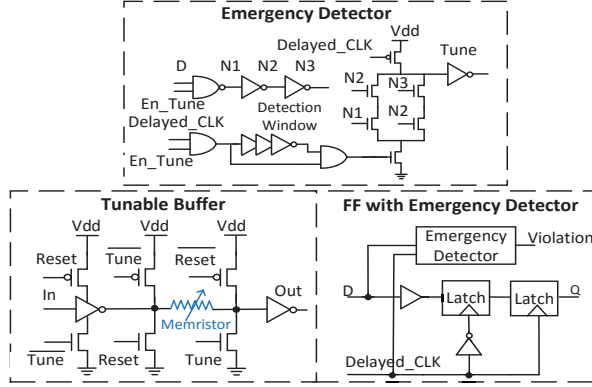 Emergency Detector
Vdd
Delayed_CLK
Tune
D N1 N2 N3
N2 N3
En_Tune
Detection
Window
Delayed_CLK
N1 N2
En_Tune
Tunable Buffer
Vdd Vdd Vdd
Reset Tune Reset
In
Out
Memristor
Tune Reset Tune
FF with Emergency Detector
Emergency
Detector
Violation
D
Latch
Latch
Q
Delayed_CLK